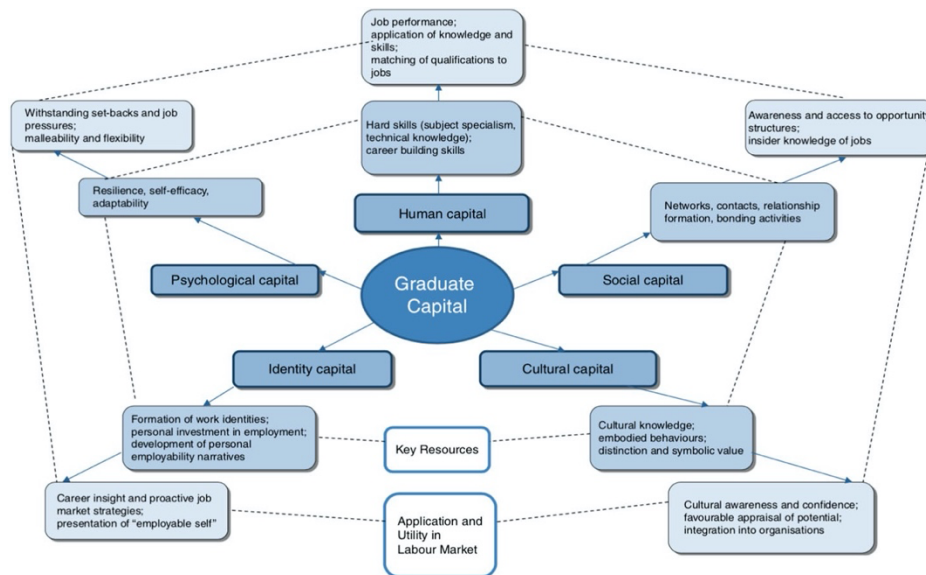 Job performance;
application of knowledge and
skills;
matching of qualifications to
jobs
Withstanding set-backs and job
pressures;
malleability and flexibility
Hard skills (subject specialism,
technical knowledge);
career building skills
Awareness and access to opportunity
structures;
insider knowledge of jobs
Resilience, self-efficacy,
adaptability
Human capital
Networks, contacts, relationship
formation, bonding activities
Psychological capital
Graduate
Capital
Social capital
Identity capital
Cultural capital
Formation of work identities;
personal investment in employment;
development of personal
employability narratives
Key Resources
Cultural knowledge;
embodied behaviours;
distinction and symbolic value
Career insight and proactive job
market strategies;
presentation of “employable self”
Application and
Utility in
Labour Market
Cultural awareness and confidence;
favourable appraisal of potential;
integration into organisations